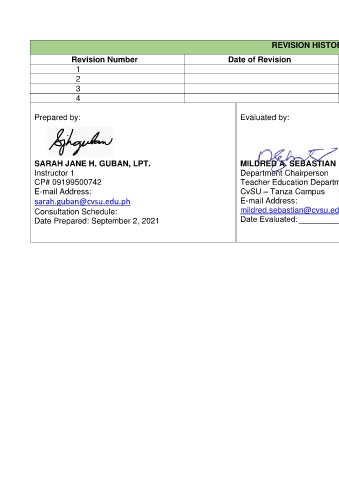 REVISION HISTOR
Revision Number
Date of Revision
1
2
3
4
Prepared by:
SARAH JANE H. GUBAN, LPT.
Instructor 1
CP# 09199500742
E-mail Address:
sarah.guban@cvsu.edu.ph
Consultation Schedule:
Date Prepared: September 2, 2021
Evaluated by:
MILDRED A. SEBASTIAN
Department Chairperson
Teacher Education Departm
CvSU – Tanza Campus
E-mail Address:
mildred.sebastian@cvsu.ed
Date Evaluated: ________